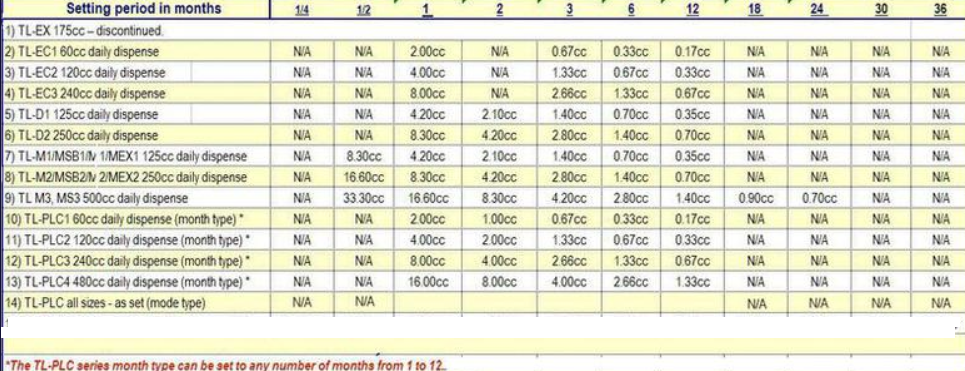 Setting period in months 1/4 1/2 1 2 3 6 12 18 24 30 36
1) TL-EX 175cc – discontinued.
2) TL-EC1 60cc daily dispense N/A N/A 2.00cc N/A 0.67cc 0.33cc 0.17cc N/A N/A N/A N/A
3) TL-EC2 120cc daily dispense N/A N/A 4.00cc N/A 1.33cc 0.67cc 0.33cc N/A N/A N/A N/A
4) TL-EC3 240cc daily dispense N/A N/A 8.00cc N/A 2.66cc 1.33cc 0.67cc N/A N/A N/A N/A
5) TL-D1 125cc daily dispense N/A N/A 4.20cc 2.10cc 1.40cc 0.70cc 0.35cc N/A N/A N/A N/A
6) TL-D2 250cc daily dispense N/A N/A 8.30cc 4.20cc 2.80cc 1.40cc 0.70cc N/A N/A N/A N/A
7) TL-M1/MSB1/M 1/MEX1 125cc daily dispense N/A 8.30cc 4.20cc 2.10cc 1.40cc 0.70cc 0.35cc N/A N/A N/A N/A
8) TL-M2/MSB2/M 2/MEX2 250cc daily dispense N/A 16.60cc 8.30cc 4.20cc 2.80cc 1.40cc 0.70cc N/A N/A N/A N/A
9) TL M3, MS3 500cc daily dispense N/A 33.30cc 16.60cc 8.30cc 4.20cc 2.80cc 1.40cc 0.90cc 0.70cc N/A N/A
10) TL-PLC1 60cc daily dispense (month type) * N/A N/A 2.00cc 1.00cc 0.67cc 0.33cc 0.17cc N/A N/A N/A N/A
11) TL-PLC2 120cc daily dispense (month type) * N/A N/A 4.00cc 2.00cc 1.33cc 0.67cc 0.33cc N/A N/A N/A N/A
12) TL-PLC3 240cc daily dispense (month type) * N/A N/A 8.00cc 4.00cc 2.66cc 1.33cc 0.67cc N/A N/A N/A N/A
13) TL-PLC4 480cc daily dispense (month type) * N/A N/A 16.00cc 8.00cc 4.00cc 2.66cc 1.33cc N/A N/A N/A N/A
14) TL-PLC all sizes - as set (mode type) N/A N/A N/A N/A N/A N/A
*The TL-PLC series month type can be set to any number of months from 1 to 12..